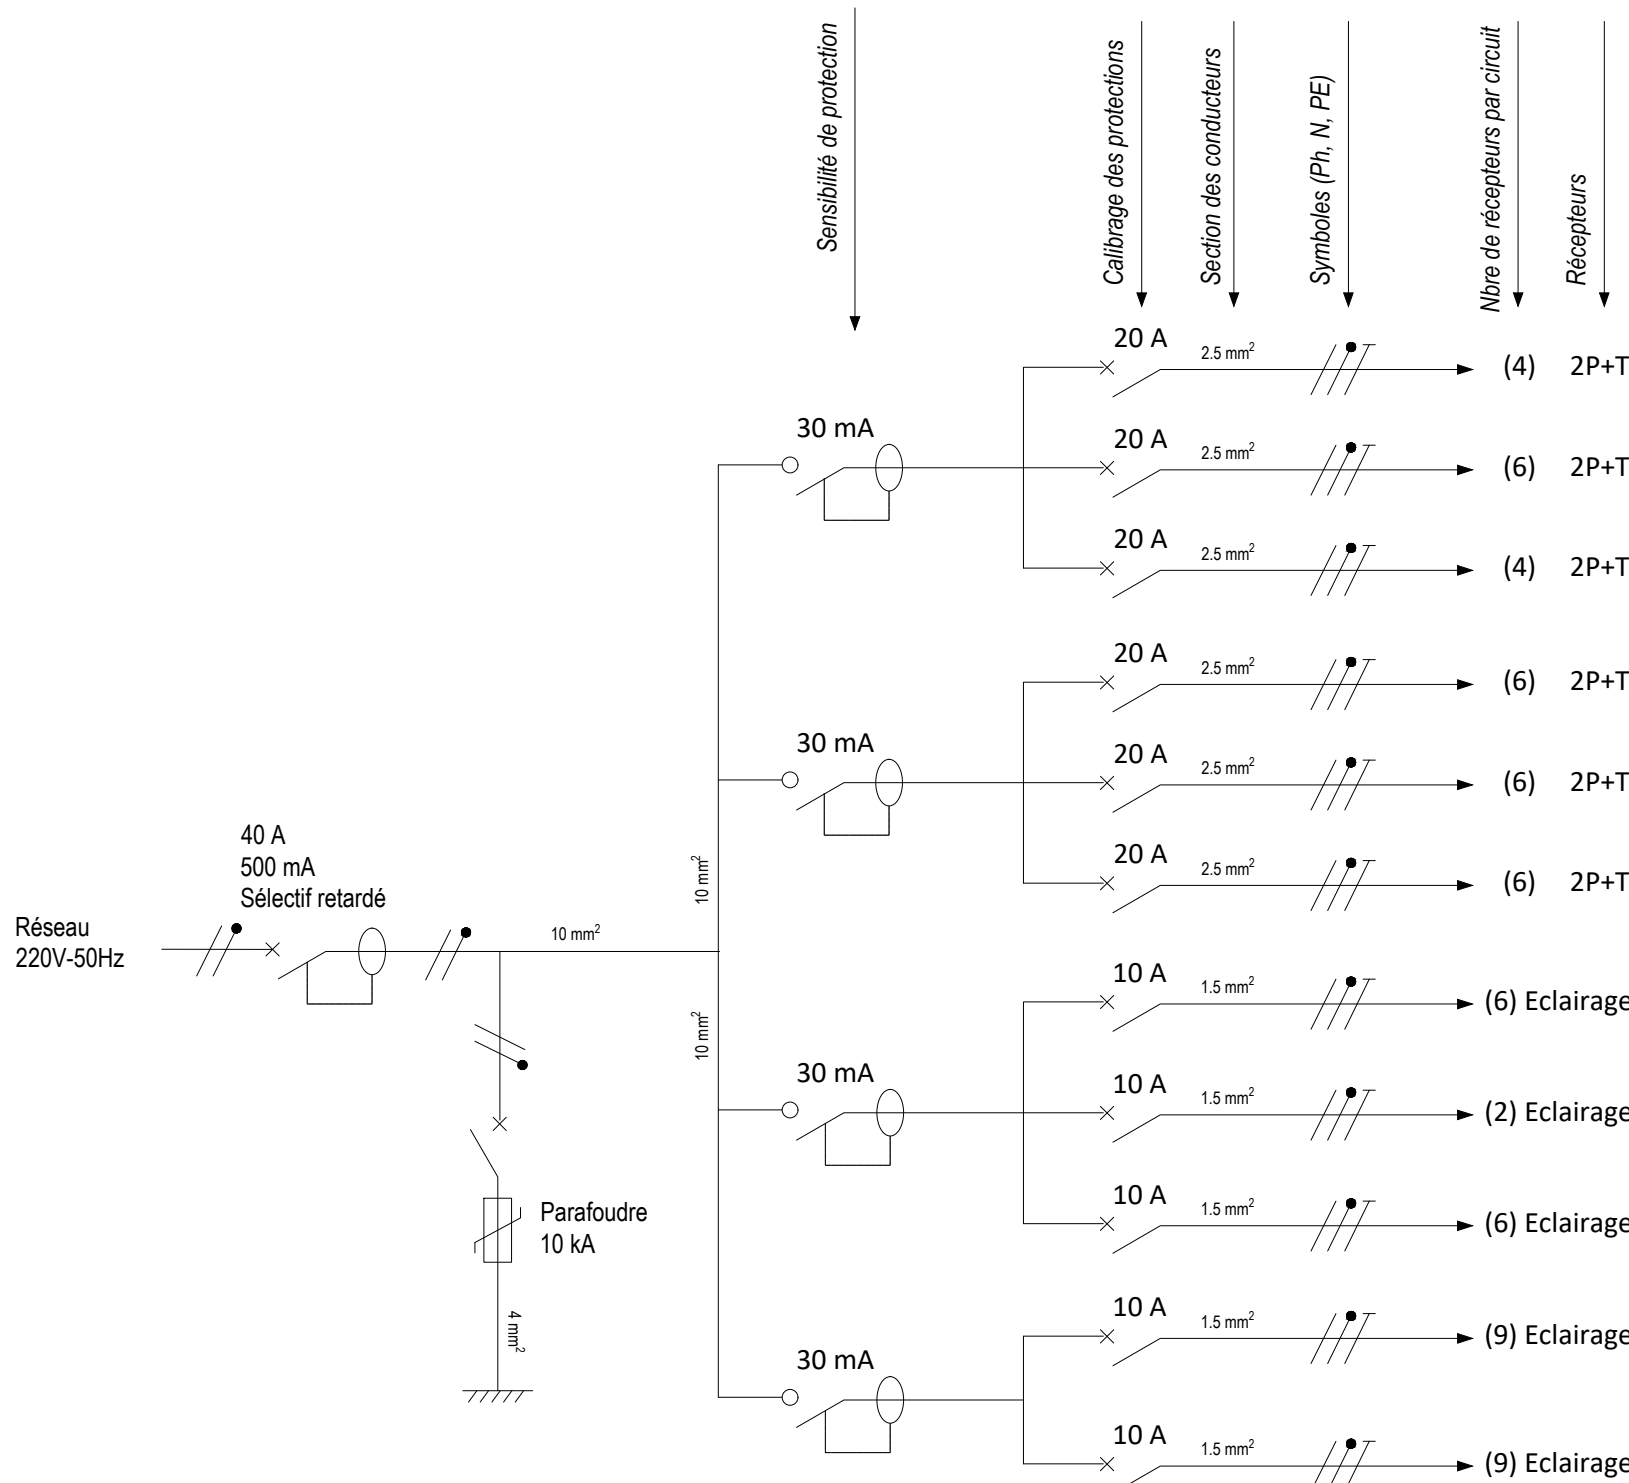 Sensibilité de protection
Calibrage des protections
Section des conducteurs
Symboles (Ph, N, PE)
Nbre de récepteurs par circuit
Récepteurs
20 A
2.5 mm²
(4) 2P+T
30 mA
20 A
2.5 mm²
(6) 2P+T
20 A
2.5 mm²
(4) 2P+T
20 A
2.5 mm²
(6) 2P+T
30 mA
20 A
2.5 mm²
(6) 2P+T
20 A
2.5 mm²
(6) 2P+T
40 A
500 mA
Sélectif retardé
Réseau
220V-50Hz
10 mm²
10 mm²
10 mm²
10 A
1.5 mm²
(6) Eclairage
30 mA
10 A
1.5 mm²
(2) Eclairage
10 A
1.5 mm²
(6) Eclairage
Parafoudre
10 kA
4 mm²
10 A
1.5 mm²
(9) Eclairage
30 mA
10 A
1.5 mm²
(9) Eclairage